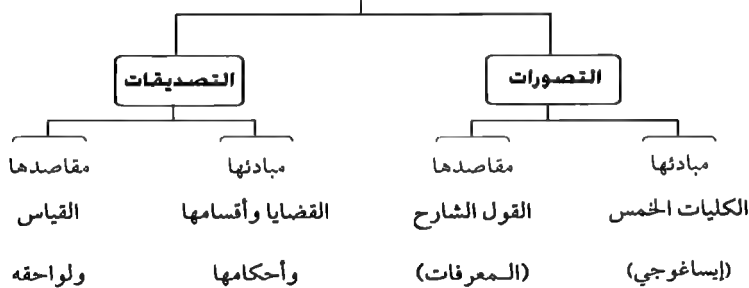 التصورات التصديقات
مبادئها مقاصدها مبادئها مقاصدها
الكليات الخمس القول الشارح القضايا وأقسامها القياس
(إيساغوجي) (المعرفات) وأحكامها ولواحقه